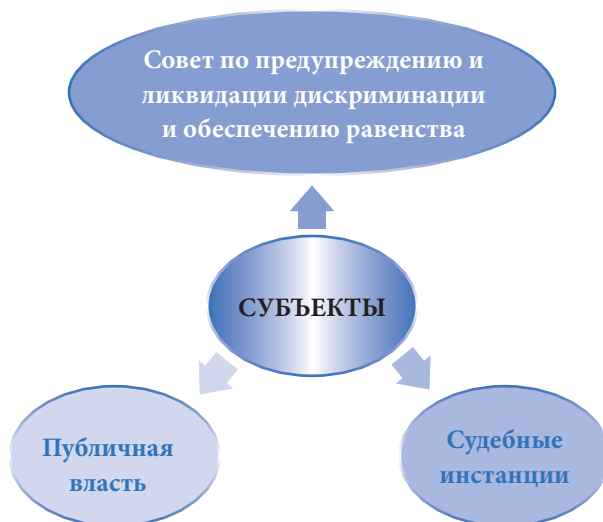 Совет по предупреждению и
ликвидации дискриминации
и обеспечению равенства
СУБЪЕКТЫ
Публичная
власть
Судебные
инстанции